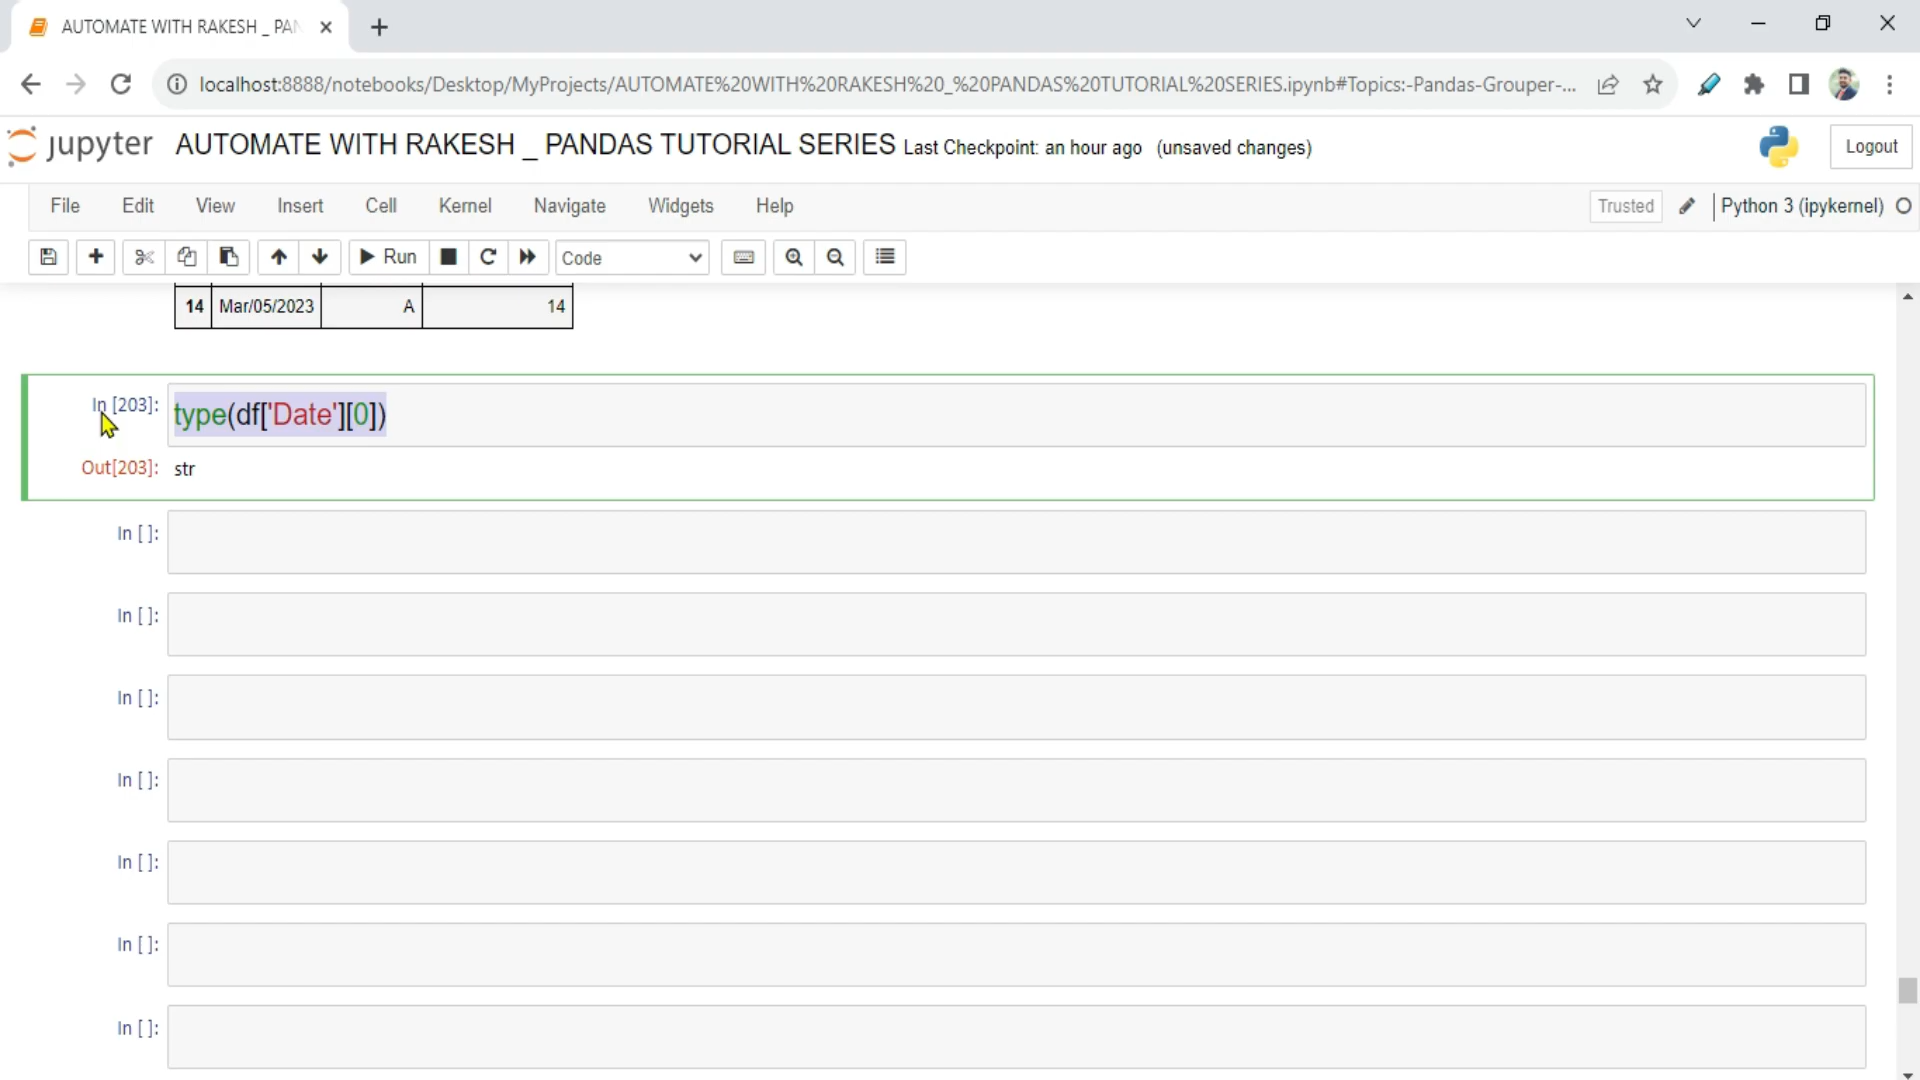 AUTOMATE WITH RAKESH _ PAN
localhost:8888/notebooks/Desktop/MyProjects/AUTOMATE%20WITH%20RAKESH%20_%20PANDAS%20TUTORIAL%20SERIES.ipynb#Topics:-Pandas-Grouper-...
jupyter AUTOMATE WITH RAKESH _ PANDAS TUTORIAL SERIES Last Checkpoint: an hour ago (unsaved changes) Logout
File Edit View Insert Cell Kernel Navigate Widgets Help Trusted Python 3 (ipykernel)
Run Code
14 Mar/05/2023 A 14
In [203]: type(df['Date'][0])
Out[203]: str
In [ ]:
In [ ]:
In [ ]:
In [ ]:
In [ ]:
In [ ]:
In [ ]: